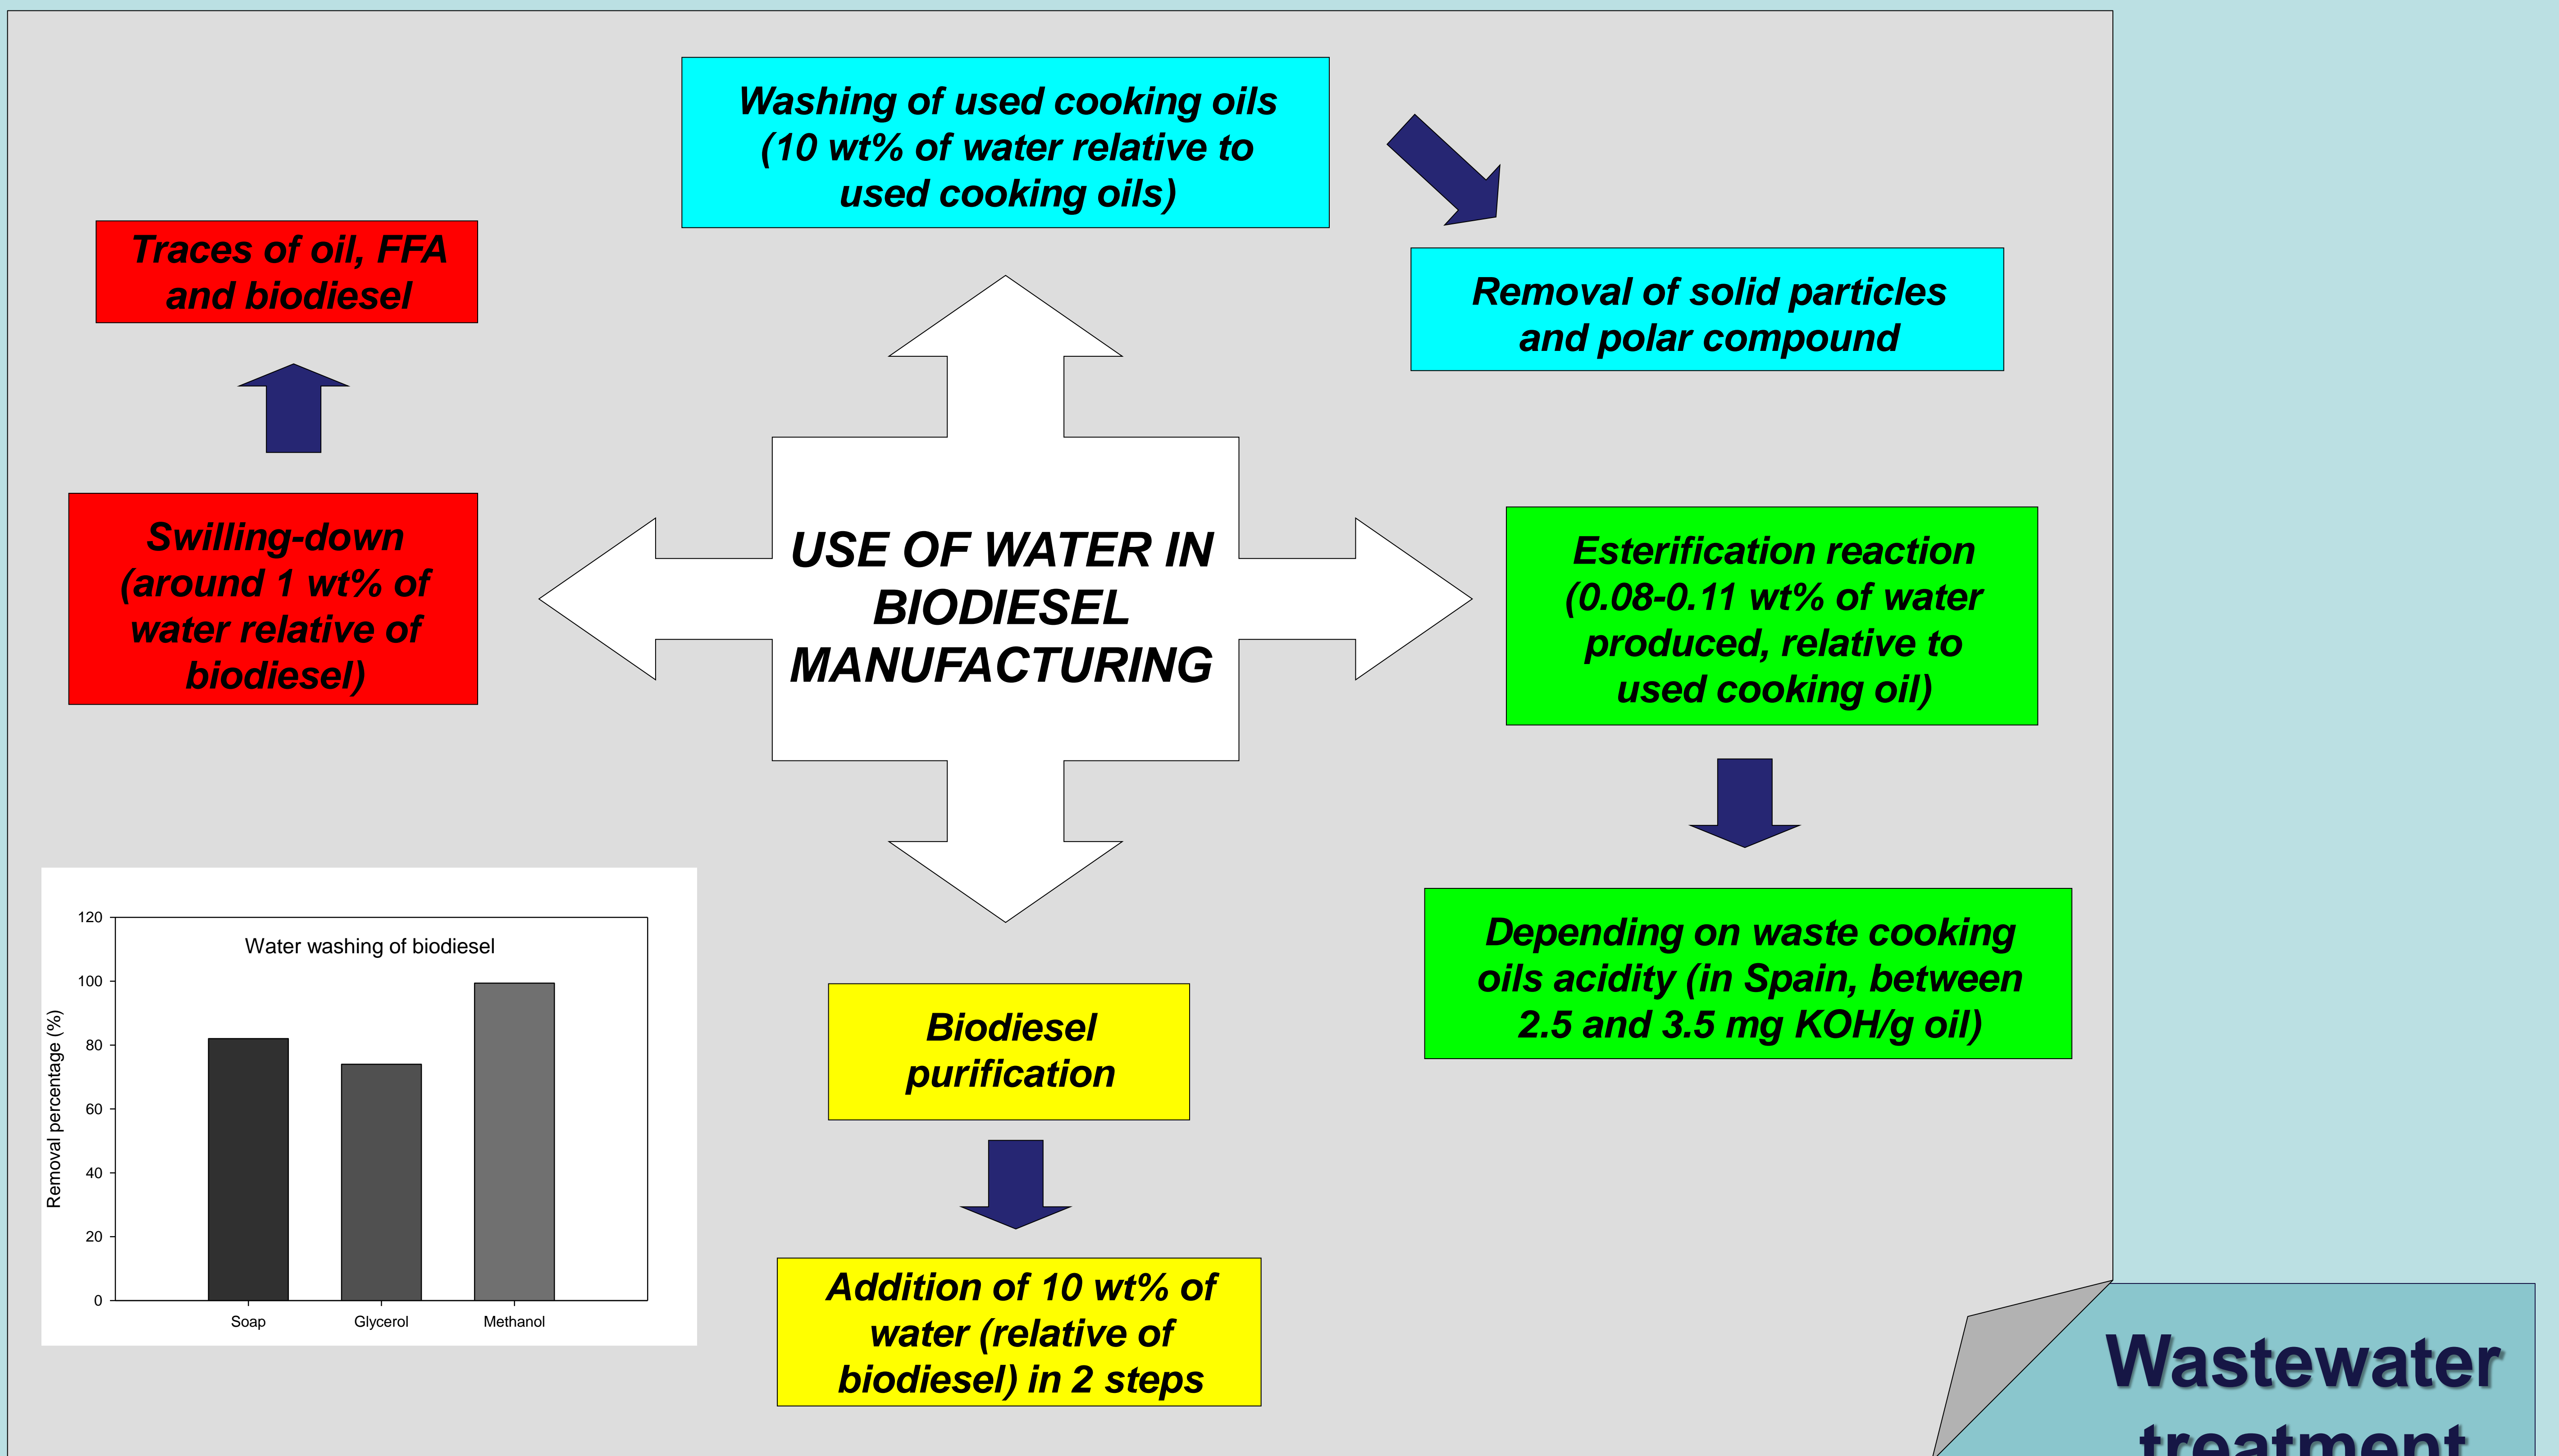 Washing of used cooking oils
(10 wt% of water relative to
used cooking oils)
Removal of solid particles
and polar compound
Traces of oil, FFA
and biodiesel
Swilling-down
(around 1 wt% of
water relative of
biodiesel)
USE OF WATER IN
BIODIESEL
MANUFACTURING
Esterification reaction
(0.08-0.11 wt% of water
produced, relative to
used cooking oil)
Depending on waste cooking
oils acidity (in Spain, between
2.5 and 3.5 mg KOH/g oil)
Biodiesel
purification
Addition of 10 wt% of
water (relative of
biodiesel) in 2 steps
Water washing of biodiesel
Removal percentage (%)
120
100
80
60
40
20
0
Soap Glycerol Methanol
Wastewater
treatment